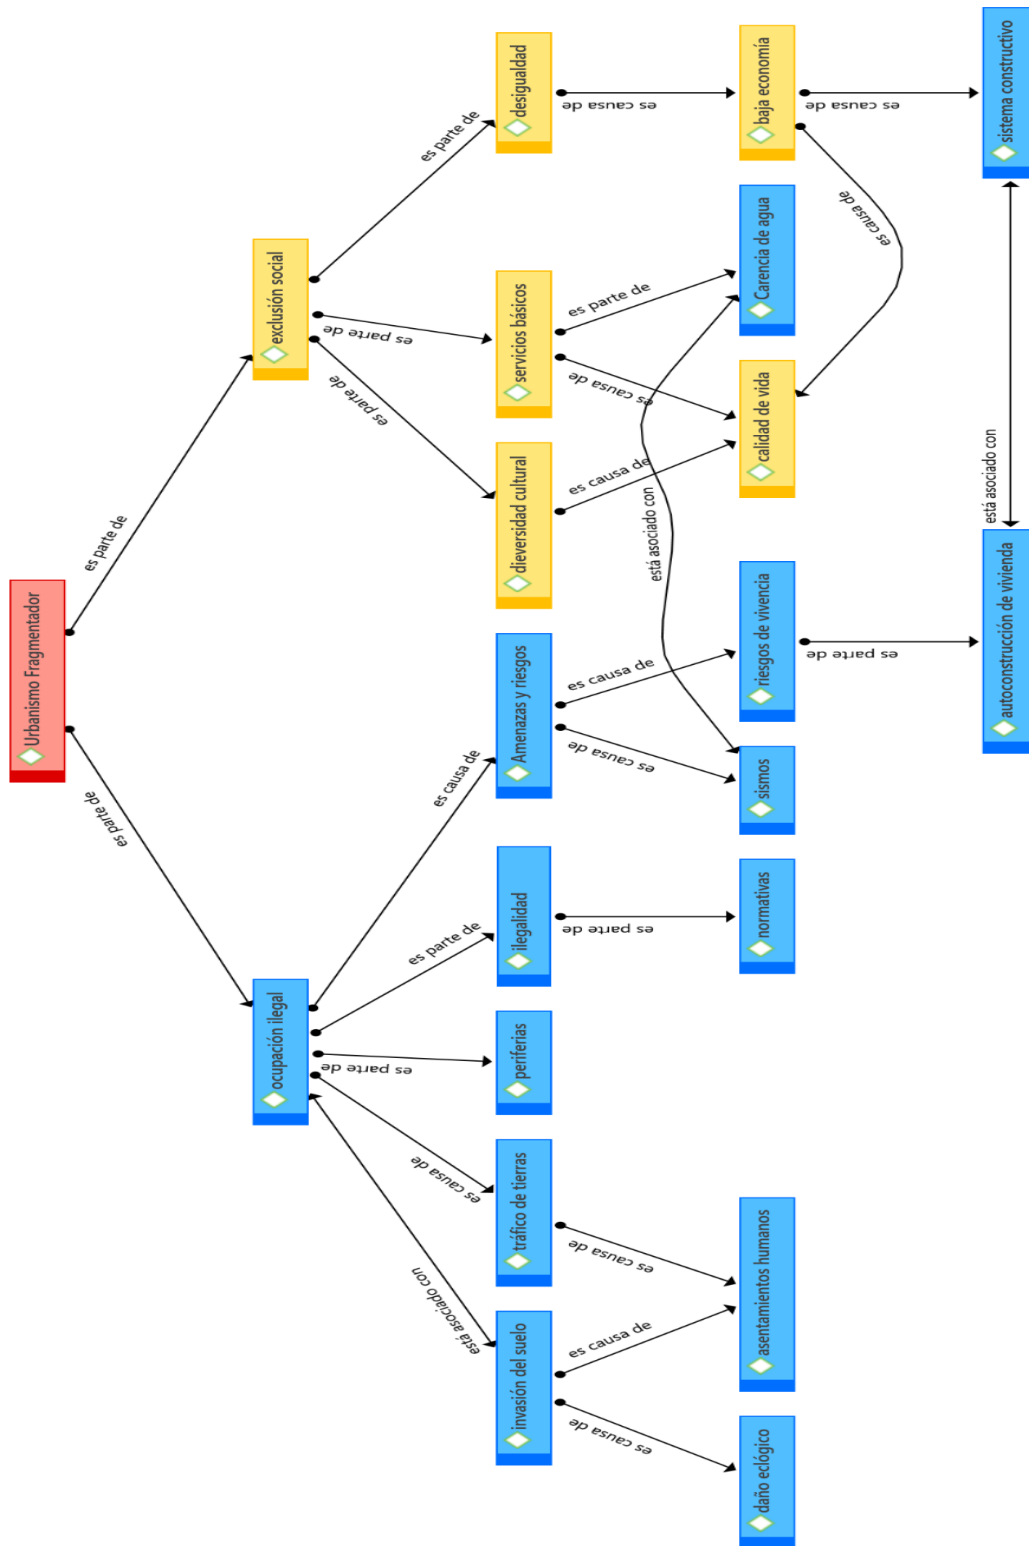 Urbanismo Fragmentador
es parte de
es parte de
ocupación ilegal
exclusión social
está asociado con
es causa de
es parte de
es parte de
es causa de
es parte de
es parte de
es parte de
invasión del suelo
tráfico de tierras
periferias
ilegalidad
Amenazas y riesgos
dieversidad cultural
servicios básicos
desigualdad
es causa de
es causa de
es causa de
es parte de
es causa de
es causa de
está asociado con
es causa de
es causa de
es parte de
es causa de
daño eclógico
asentamientos humanos
normativas
sismos
riesgos de vivencia
calidad de vida
Carencia de agua
baja economía
es parte de
es causa de
es causa de
autoconstrucción de vivienda
está asociado con
sistema constructivo